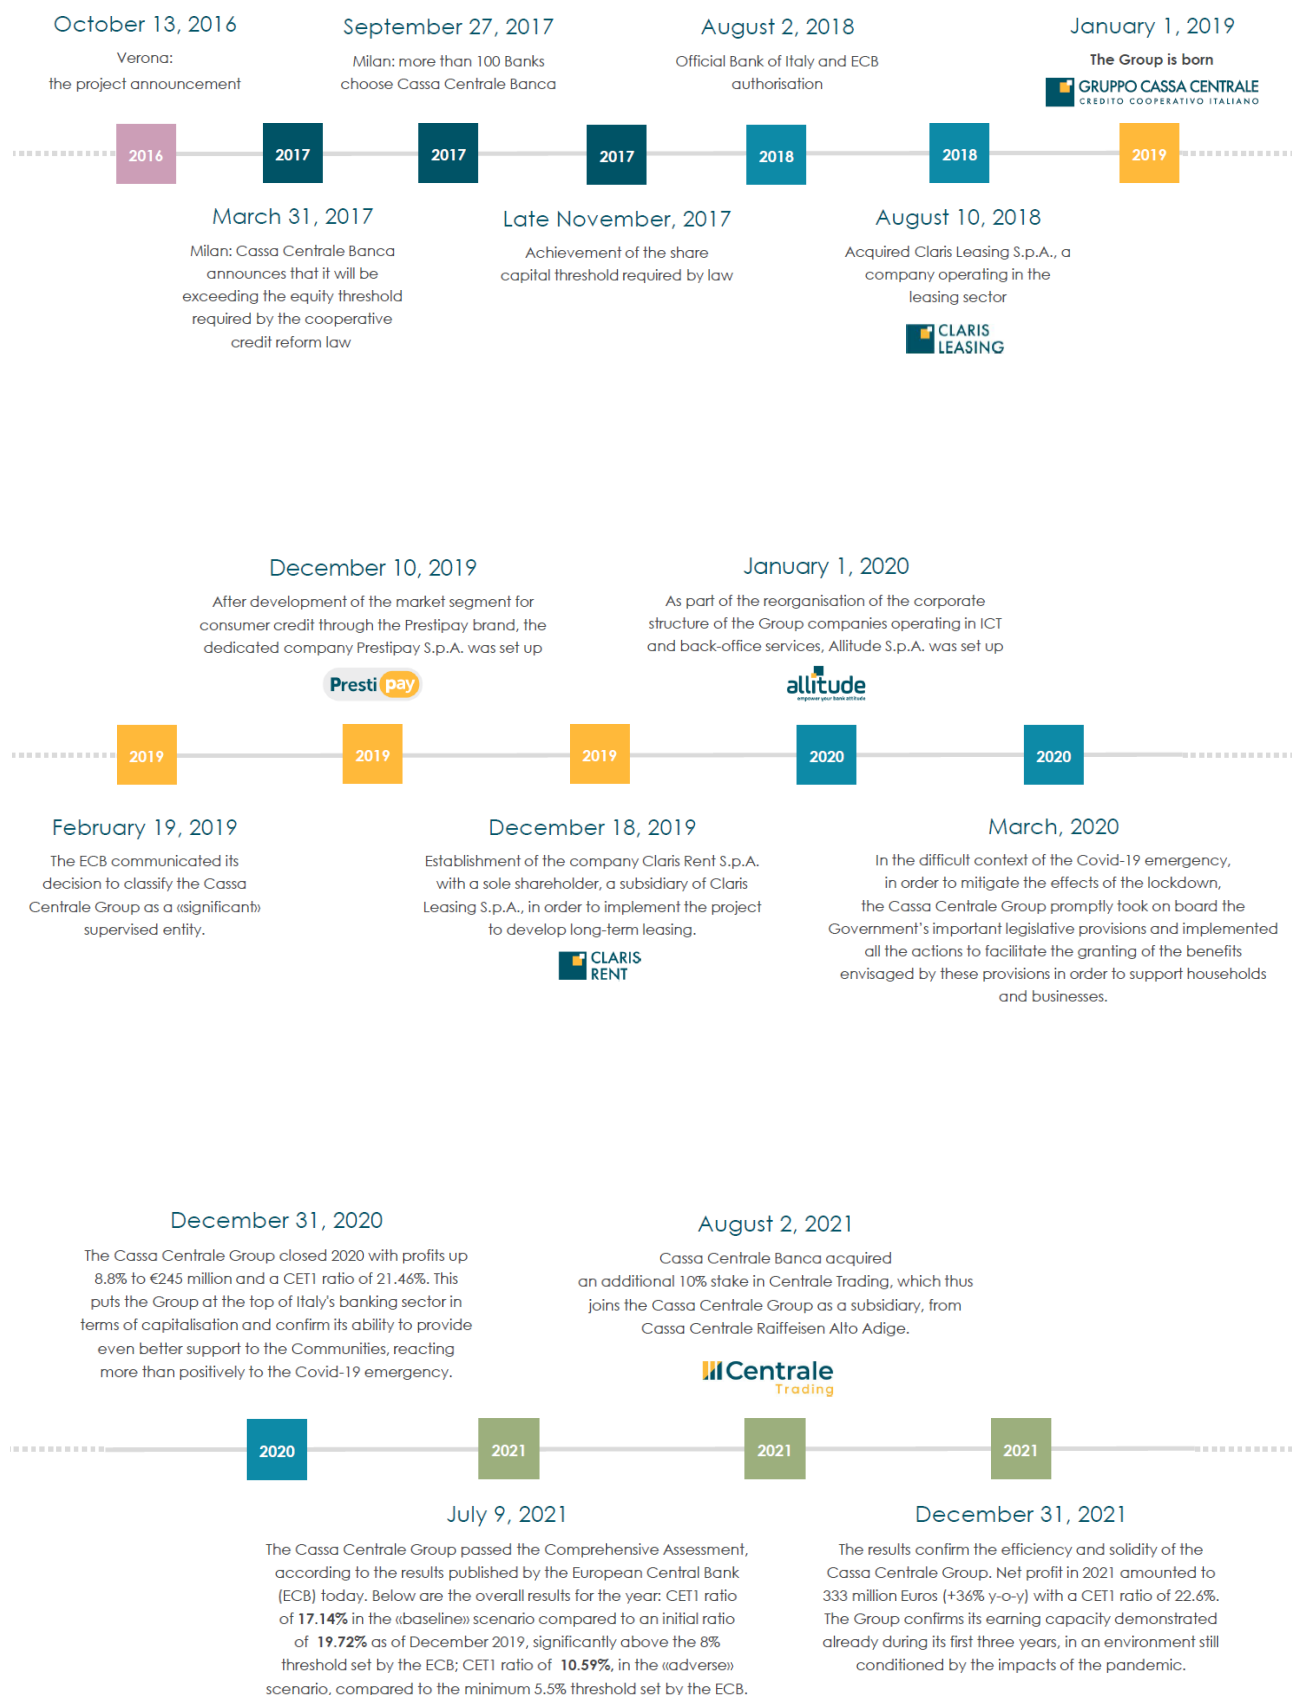 October 13, 2016
Verona:
the project announcement
September 27, 2017
Milan: more than 100 Banks
choose Cassa Centrale Banca
August 2, 2018
Official Bank of Italy and ECB
authorisation
January 1, 2019
The Group is born
GRUPPO CASSA CENTRALE
CREDITO COOPERATIVO ITALIANO
2016
2017
2017
2017
2018
2018
2019
March 31, 2017
Milan: Cassa Centrale Banca
announces that it will be
exceeding the equity threshold
required by the cooperative
credit reform law
Late November, 2017
Achievement of the share
capital threshold required by law
August 10, 2018
Acquired Claris Leasing S.p.A., a
company operating in the
leasing sector
CLARIS
LEASING
December 10, 2019
After development of the market segment for
consumer credit through the Prestipay brand, the
dedicated company Prestipay S.p.A. was set up
Presti pay
January 1, 2020
As part of the reorganisation of the corporate
structure of the Group companies operating in ICT
and back-office services, Allitude S.p.A. was set up
allitude
empower your bank attitude
2019
2019
2019
2020
2020
February 19, 2019
The ECB communicated its
decision to classify the Cassa
Centrale Group as a «significant»
supervised entity.
December 18, 2019
Establishment of the company Claris Rent S.p.A.
with a sole shareholder, a subsidiary of Claris
Leasing S.p.A., in order to implement the project
to develop long-term leasing.
CLARIS
RENT
March, 2020
In the difficult context of the Covid-19 emergency,
in order to mitigate the effects of the lockdown,
the Cassa Centrale Group promptly took on board the
Government's important legislative provisions and implemented
all the actions to facilitate the granting of the benefits
envisaged by these provisions in order to support households
and businesses.
December 31, 2020
The Cassa Centrale Group closed 2020 with profits up
8.8% to €245 million and a CET1 ratio of 21.46%. This
puts the Group at the top of Italy's banking sector in
terms of capitalisation and confirm its ability to provide
even better support to the Communities, reacting
more than positively to the Covid-19 emergency.
August 2, 2021
Cassa Centrale Banca acquired
an additional 10% stake in Centrale Trading, which thus
joins the Cassa Centrale Group as a subsidiary, from
Cassa Centrale Raiffeisen Alto Adige.
Centrale
Trading
2020
2021
2021
2021
July 9, 2021
The Cassa Centrale Group passed the Comprehensive Assessment,
according to the results published by the European Central Bank
(ECB) today. Below are the overall results for the year: CET1 ratio
of 17.14% in the «baseline» scenario compared to an initial ratio
of 19.72% as of December 2019, significantly above the 8%
threshold set by the ECB; CET1 ratio of 10.59%, in the «adverse»
scenario, compared to the minimum 5.5% threshold set by the ECB.
December 31, 2021
The results confirm the efficiency and solidity of the
Cassa Centrale Group. Net profit in 2021 amounted to
333 million Euros (+36% y-o-y) with a CET1 ratio of 22.6%.
The Group confirms its earning capacity demonstrated
already during its first three years, in an environment still
conditioned by the impacts of the pandemic.